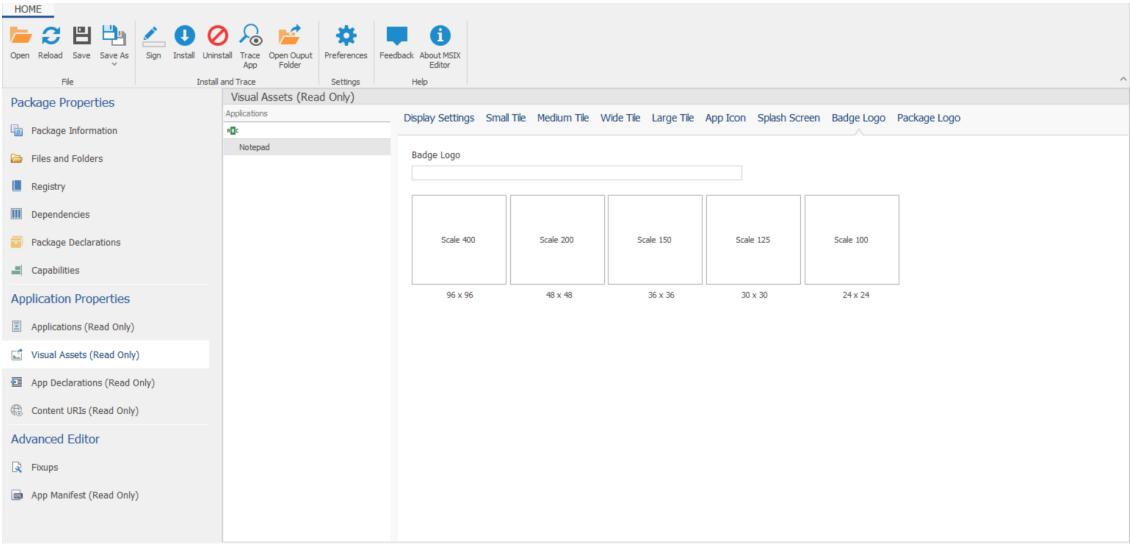 HOME
Open Reload Save Save As Sign Install Uninstall Trace App Open Ouput Folder Preferences Feedback About MSIX Editor
File Install and Trace Settings Help
Package Properties
Package Information
Files and Folders
Registry
Dependencies
Package Declarations
Capabilities
Application Properties
Applications (Read Only)
Visual Assets (Read Only)
App Declarations (Read Only)
Content URIs (Read Only)
Advanced Editor
Fixups
App Manifest (Read Only)
Visual Assets (Read Only)
Applications
Notepad
Display Settings Small Tile Medium Tile Wide Tile Large Tile App Icon Splash Screen Badge Logo Package Logo
Badge Logo
Scale 400 Scale 200 Scale 150 Scale 125 Scale 100
96 x 96 48 x 48 36 x 36 30 x 30 24 x 24